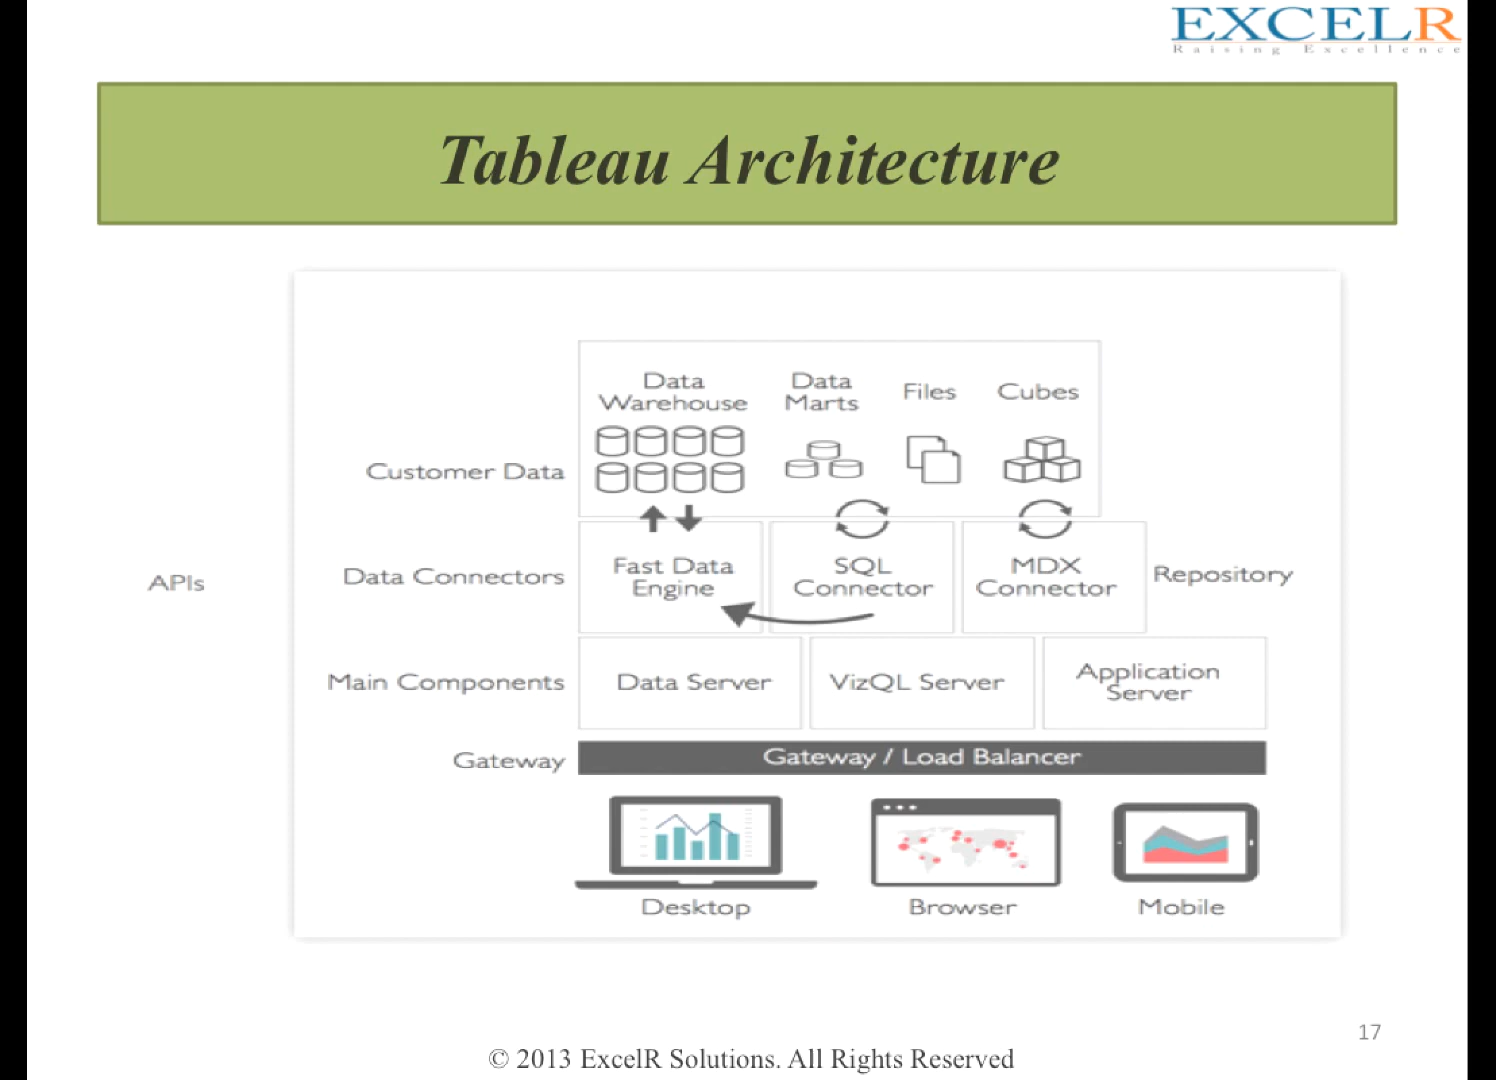 EXCELR
Raising Excellence
Tableau Architecture
Data Warehouse
Data Marts
Files
Cubes
Customer Data
APIs
Data Connectors
Fast Data Engine
SQL Connector
MDX Connector
Repository
Main Components
Data Server
VizQL Server
Application Server
Gateway
Gateway / Load Balancer
Desktop
Browser
Mobile
17
© 2013 ExcelR Solutions. All Rights Reserved